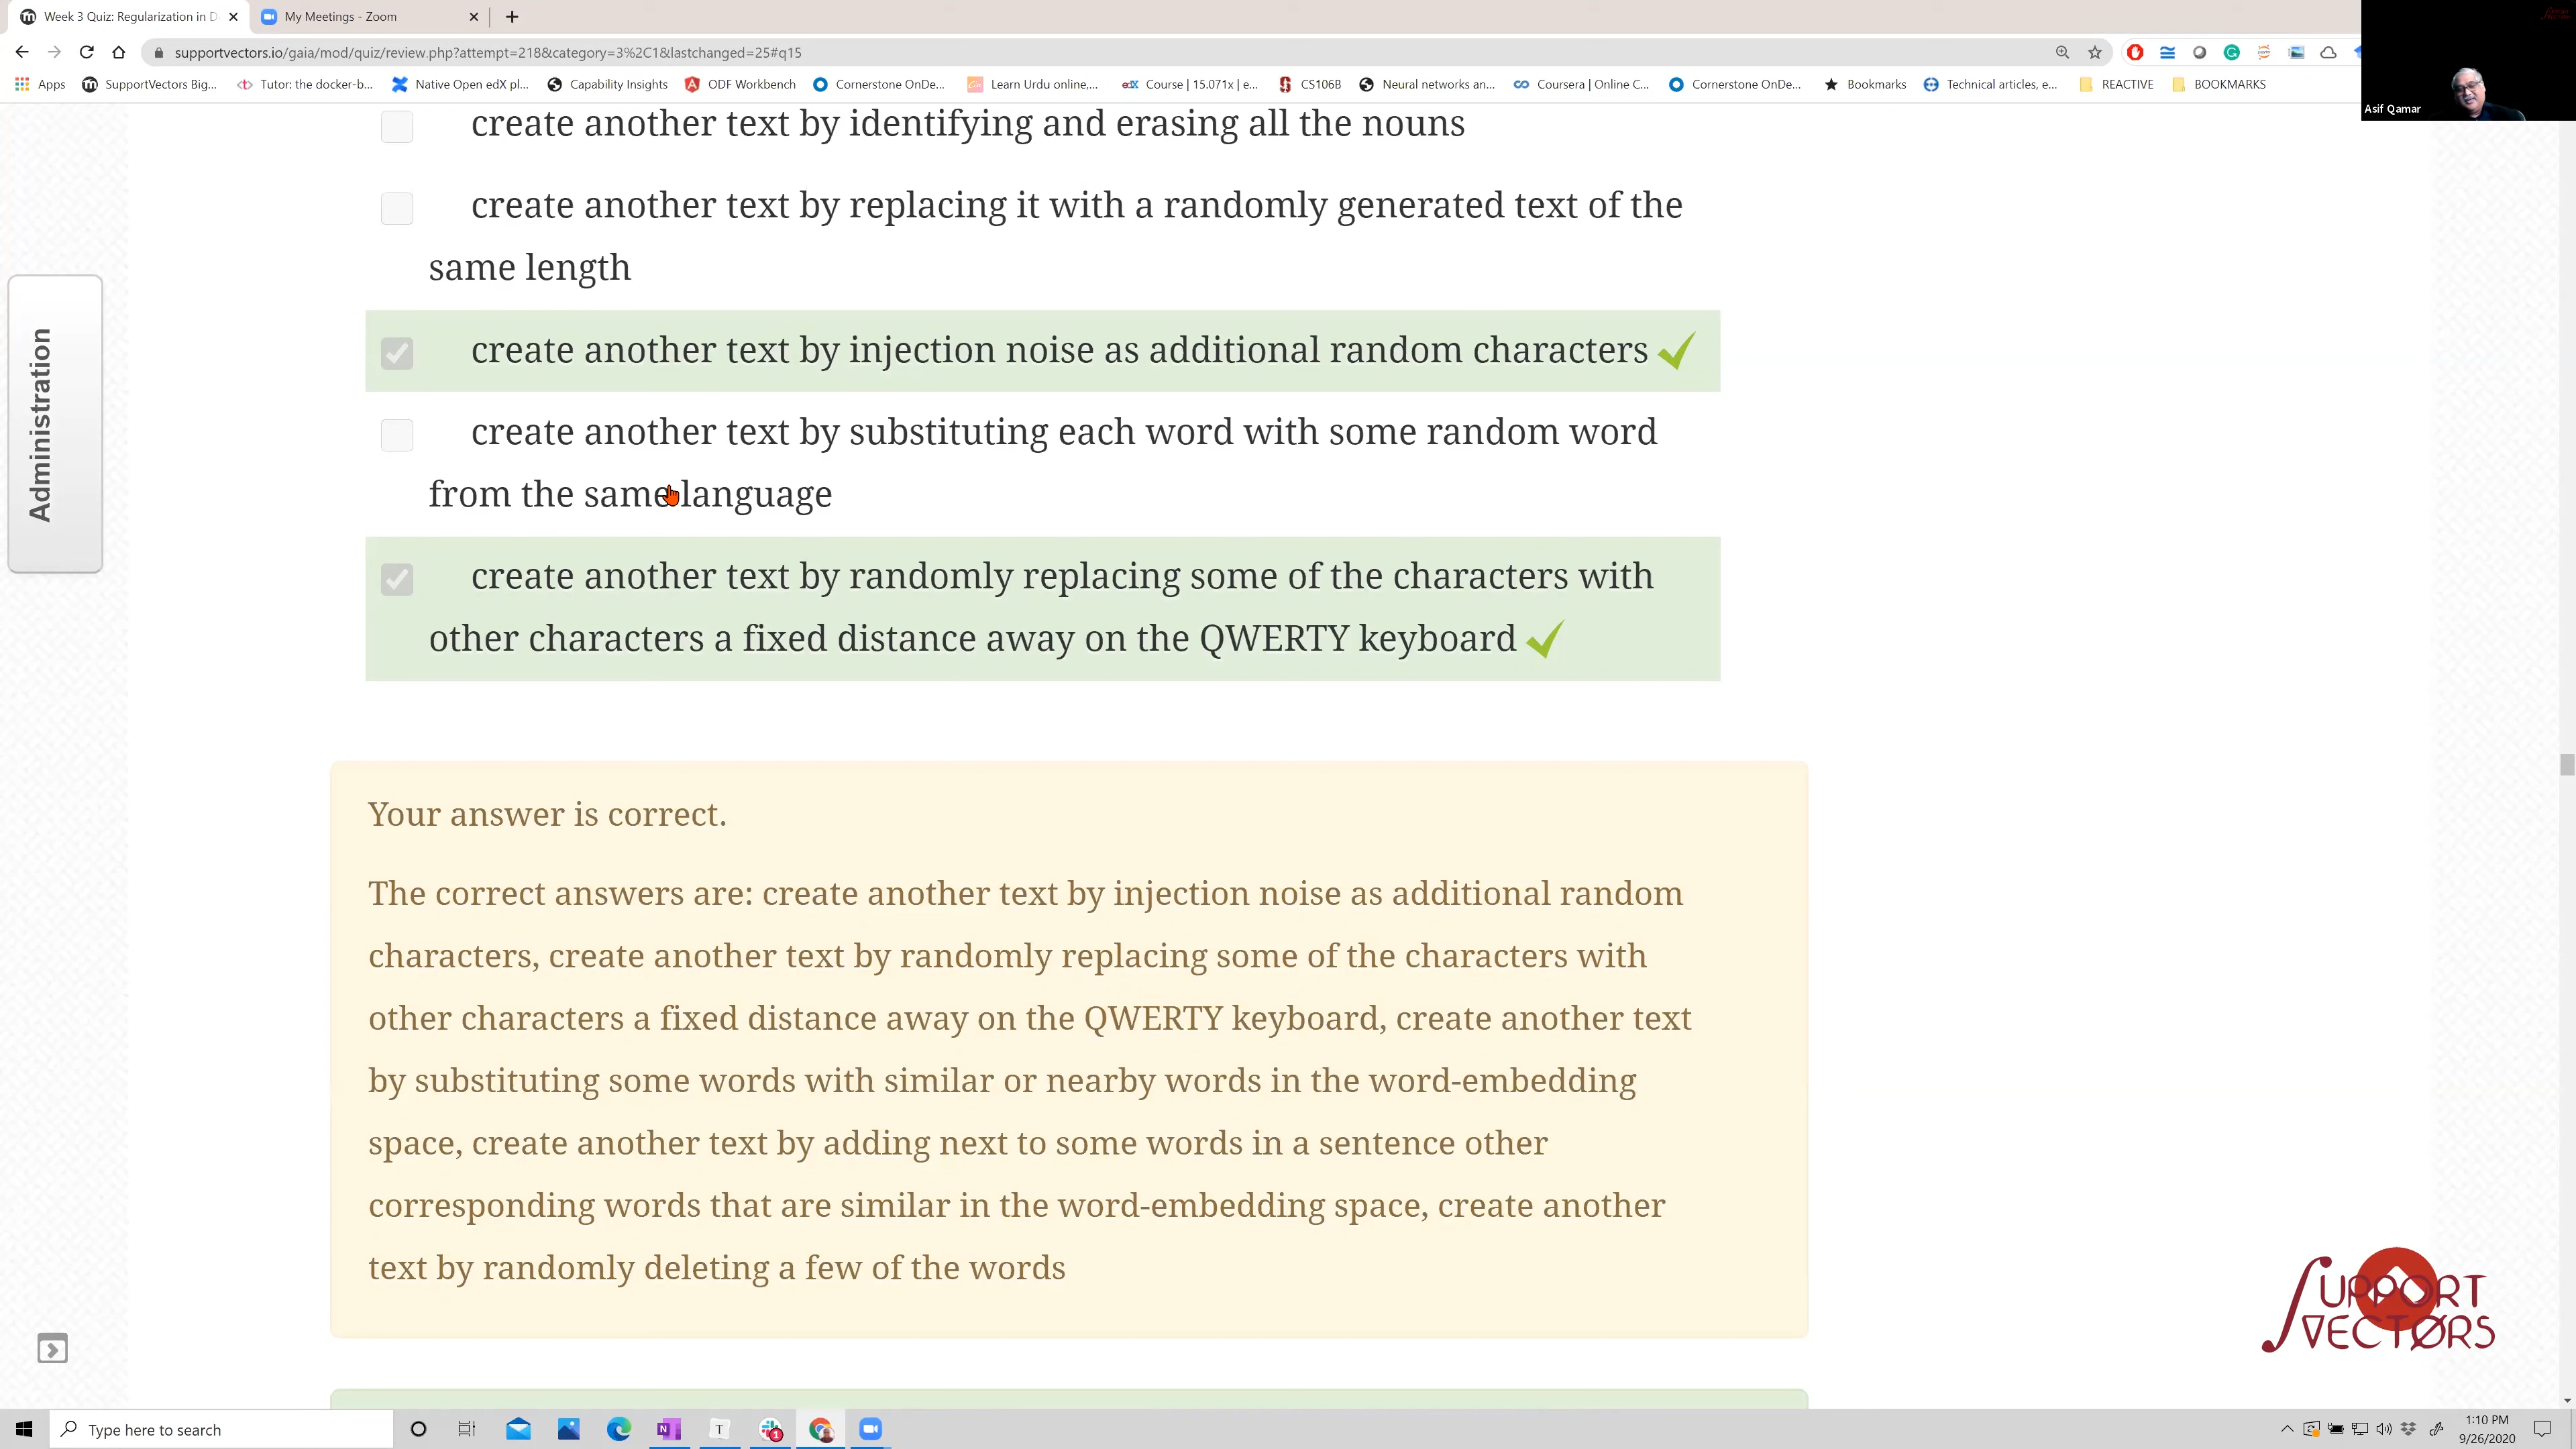 Week 3 Quiz: Regularization in D
My Meetings - Zoom
supportvectors.io/gaia/mod/quiz/review.php?attempt=218&category=3%2C1&lastchanged=25#q15
Apps SupportVectors Big... Tutor: the docker-b... Native Open edX pl... Capability Insights ODF Workbench Cornerstone OnDe... Learn Urdu online,... Course | 15.071x | e... CS106B Neural networks an... Coursera | Online C... Cornerstone OnDe... Bookmarks Technical articles, e... REACTIVE BOOKMARKS
Asif Qamar
create another text by identifying and erasing all the nouns
create another text by replacing it with a randomly generated text of the
same length
create another text by injection noise as additional random characters
create another text by substituting each word with some random word
from the same language
create another text by randomly replacing some of the characters with
other characters a fixed distance away on the QWERTY keyboard
Administration
Your answer is correct.
The correct answers are: create another text by injection noise as additional random
characters, create another text by randomly replacing some of the characters with
other characters a fixed distance away on the QWERTY keyboard, create another text
by substituting some words with similar or nearby words in the word-embedding
space, create another text by adding next to some words in a sentence other
corresponding words that are similar in the word-embedding space, create another
text by randomly deleting a few of the words
SUPPORT
VECTORS
Type here to search
1:10 PM
9/26/2020